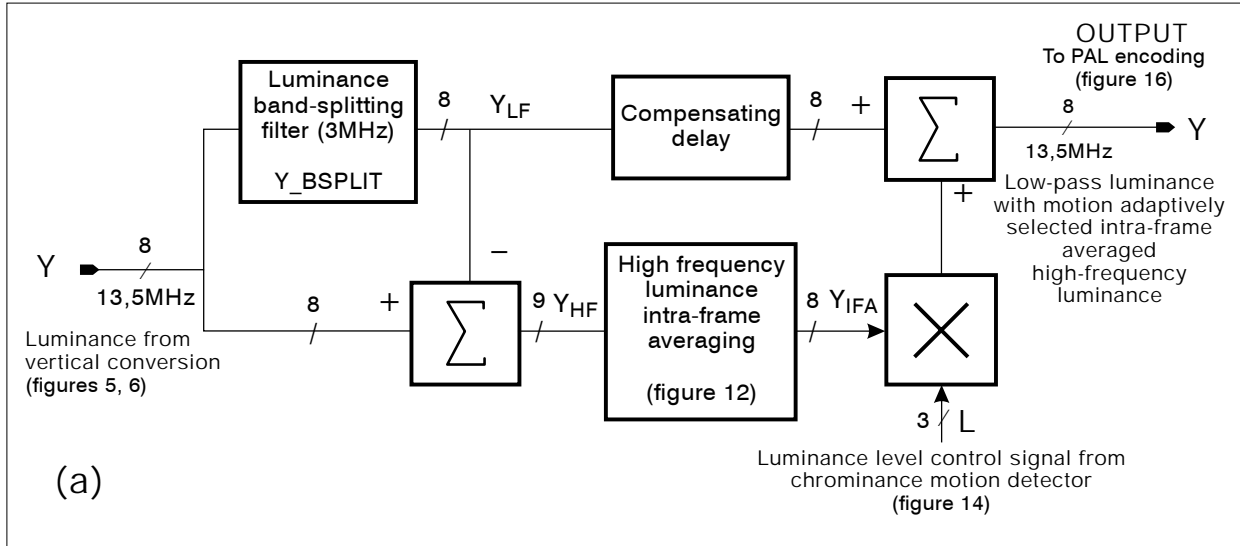 OUTPUT
To PAL encoding
(figure 16)
Luminance
band-splitting
filter (3MHz)
Y_BSPLIT
8
Y_LF
Compensating
delay
8
+
∑
8
Y
13,5MHz
+
Low-pass luminance
with motion adaptively
selected intra-frame
averaged
high-frequency
luminance
Y
8
13,5MHz
Luminance from
vertical conversion
(figures 5, 6)
8
+
−
∑
9
Y_HF
High frequency
luminance
intra-frame
averaging
(figure 12)
8
Y_IFA
×
3
L
Luminance level control signal from
chrominance motion detector
(figure 14)
(a)